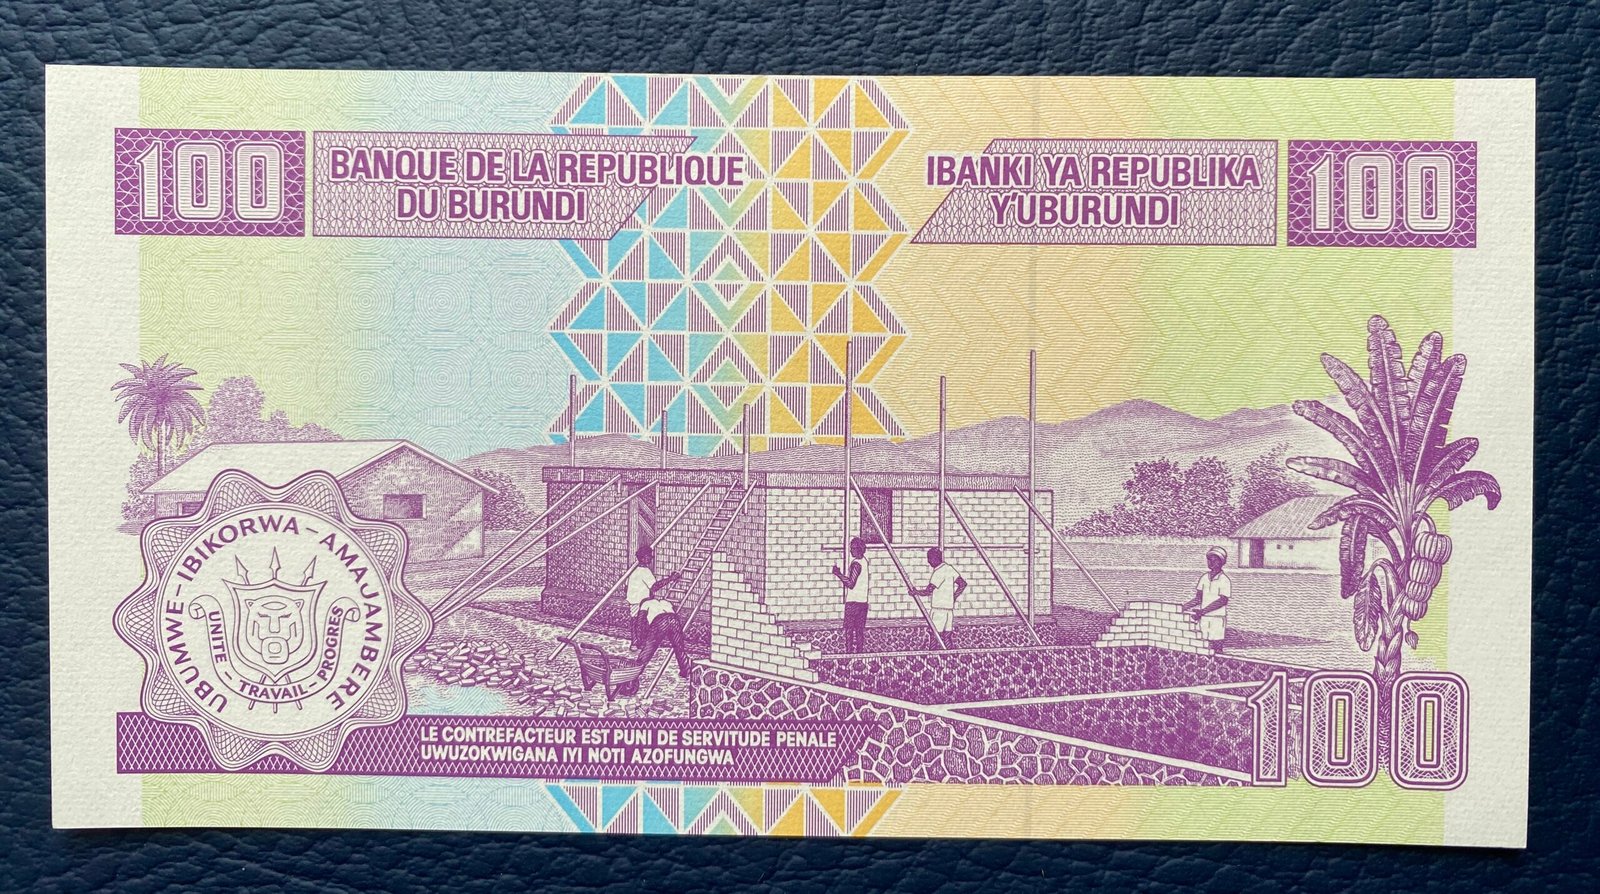 100
BANQUE DE LA REPUBLIQUE
DU BURUNDI
IBANKI YA REPUBLIKA
Y'UBURUNDI
100
UBUMWE-IBIKORWA-AMAJAMBERE
UNITE - TRAVAIL - PROGRES
LE CONTREFACTEUR EST PUNI DE SERVITUDE PENALE
UWUZOKWIGANA IYI NOTI AZOFUNGWA
100